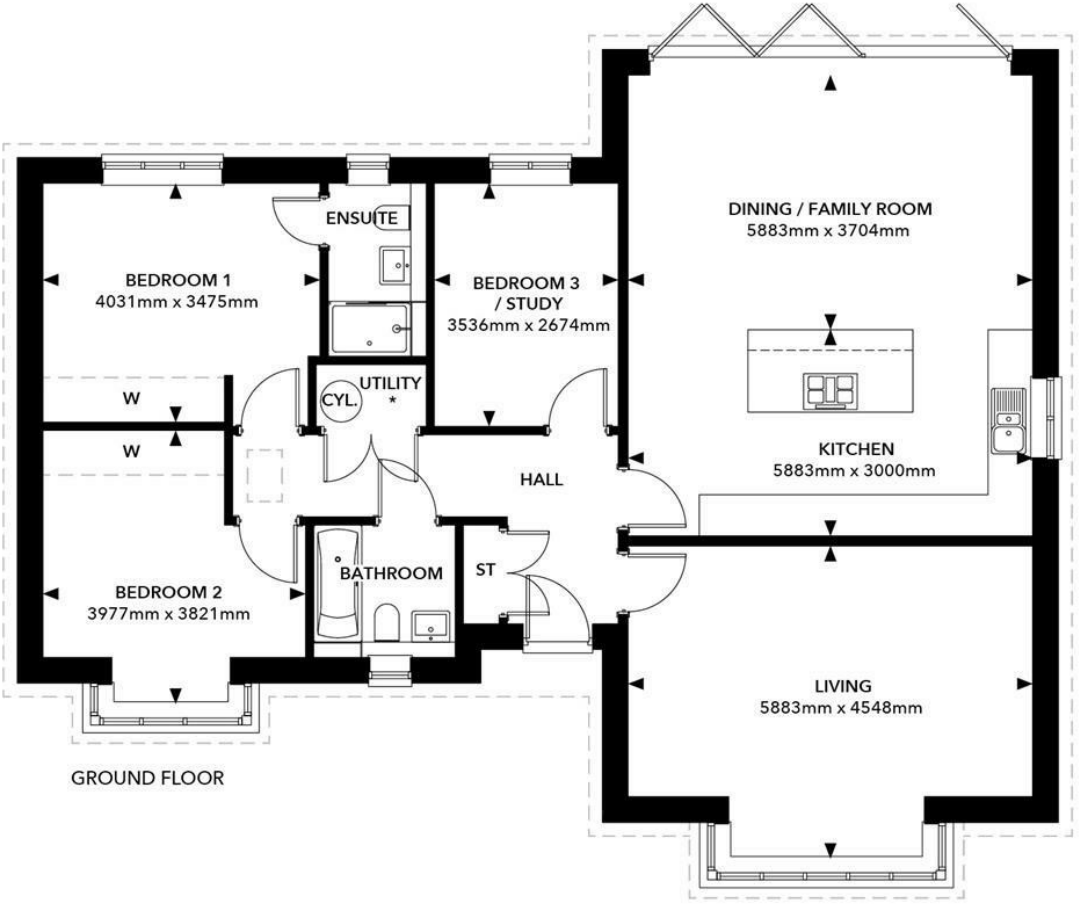 DINING / FAMILY ROOM
5883mm x 3704mm
ENSUITE
BEDROOM 1
4031mm x 3475mm
BEDROOM 3
/ STUDY
3536mm x 2674mm
W
UTILITY
*
CYL.
W
KITCHEN
5883mm x 3000mm
HALL
BATHROOM
ST
BEDROOM 2
3977mm x 3821mm
LIVING
5883mm x 4548mm
GROUND FLOOR